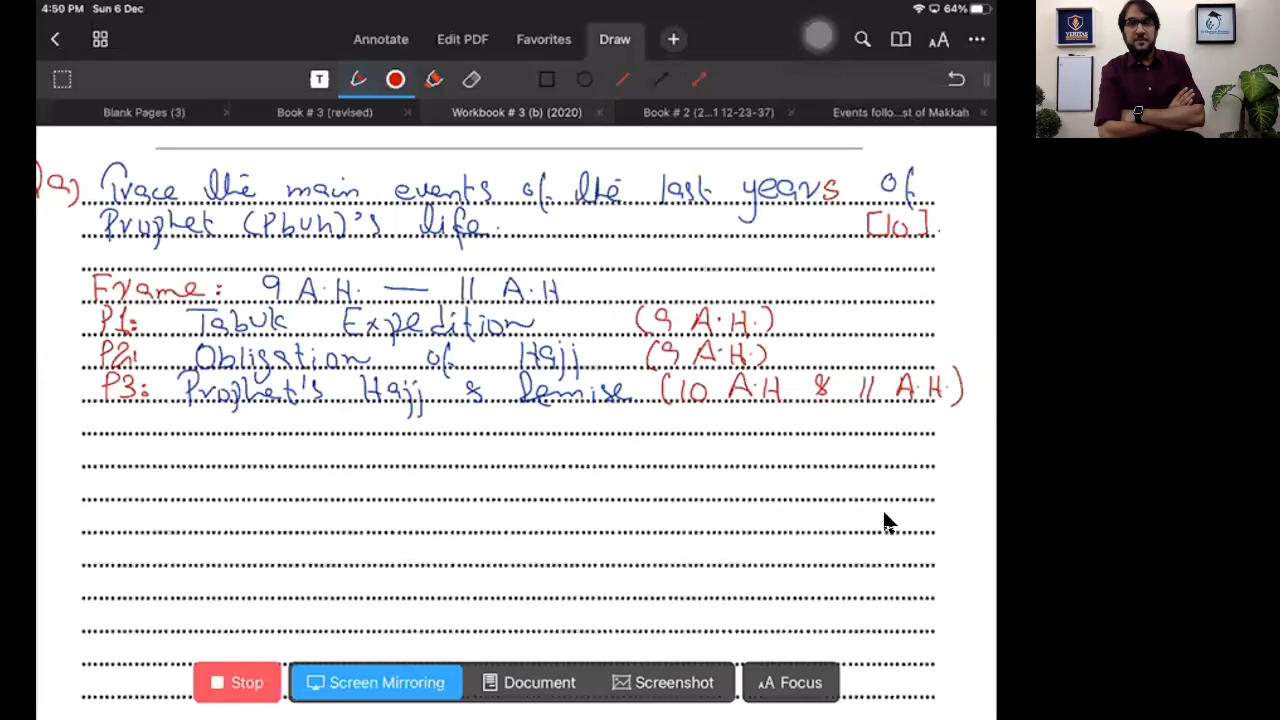 4:59 PM Sun 6 Dec 64%
Annotate Edit PDF Favorites Draw
T
Blank Pages (3) Book # 3 (revised) Workbook # 3 (b) (2020) Book # 2 (2...1 12-23-37) Events follo...st of Makkah
VERITAS
a) Trace the main events of the last years of
Prophet (Pbuh)'s life. [10].
Frame: 9 A.H. — 11 A.H
P1: Tabuk Expedition (9 A.H.)
P2: Obligation of Hajj (9 A.H.)
P3: Prophet's Hajj & Demise (10 A.H & 11 A.H.)
Stop Screen Mirroring Document Screenshot AA Focus